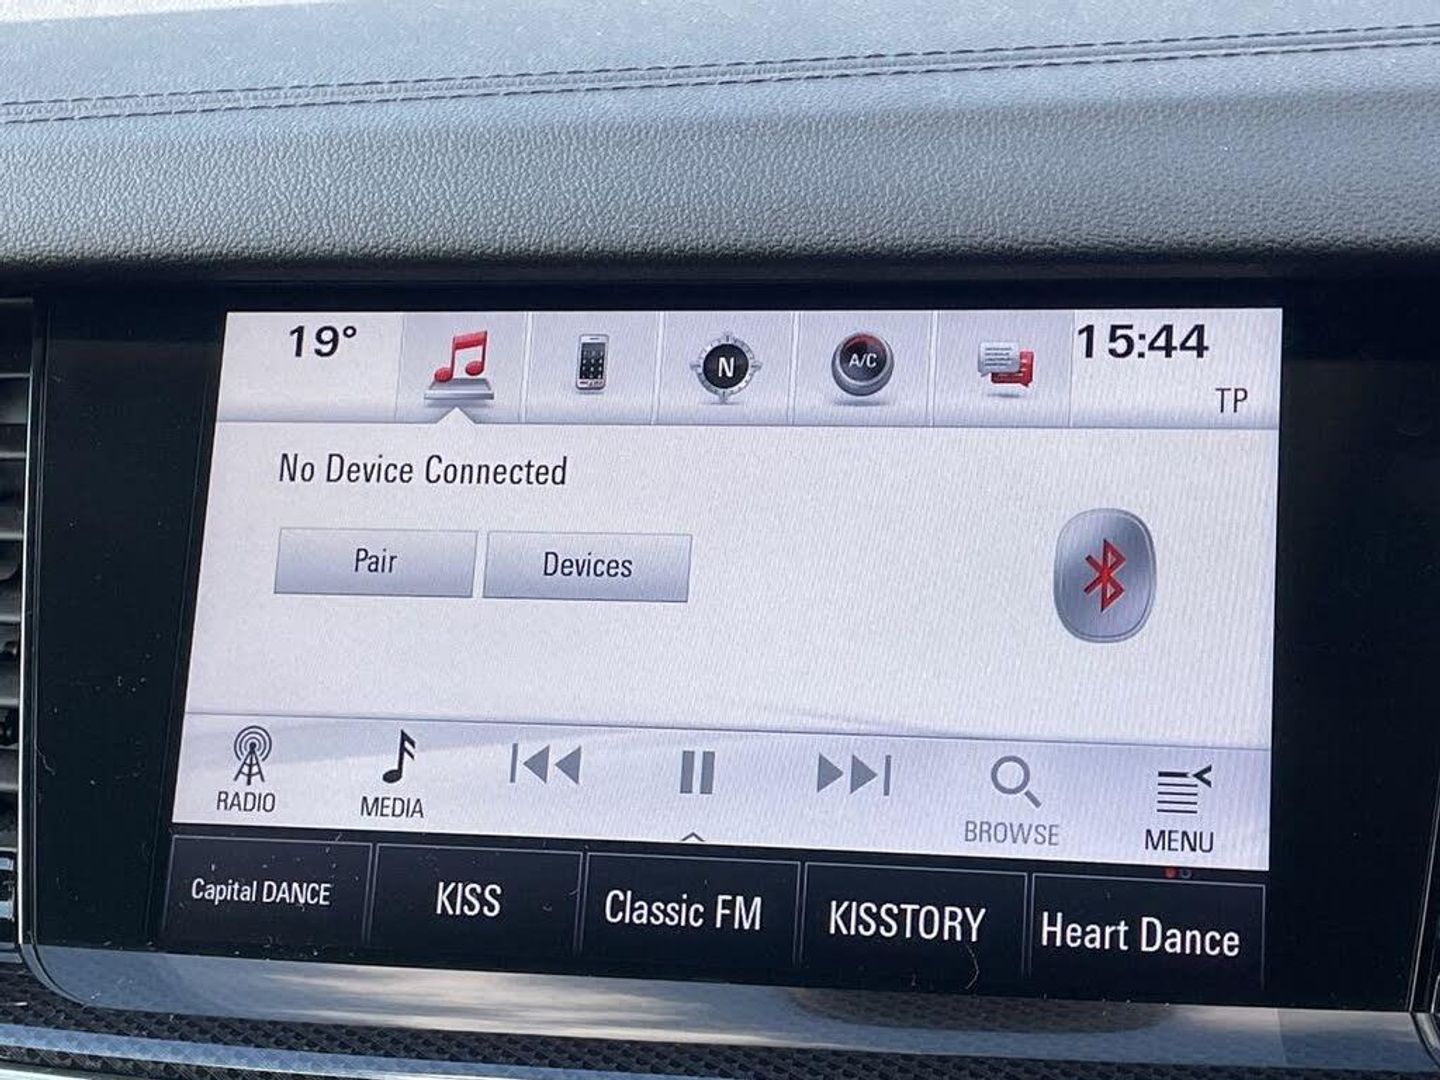 19°
N
A/C
15:44
TP
No Device Connected
Pair
Devices
RADIO
MEDIA
BROWSE
MENU
Capital DANCE
KISS
Classic FM
KISSTORY
Heart Dance